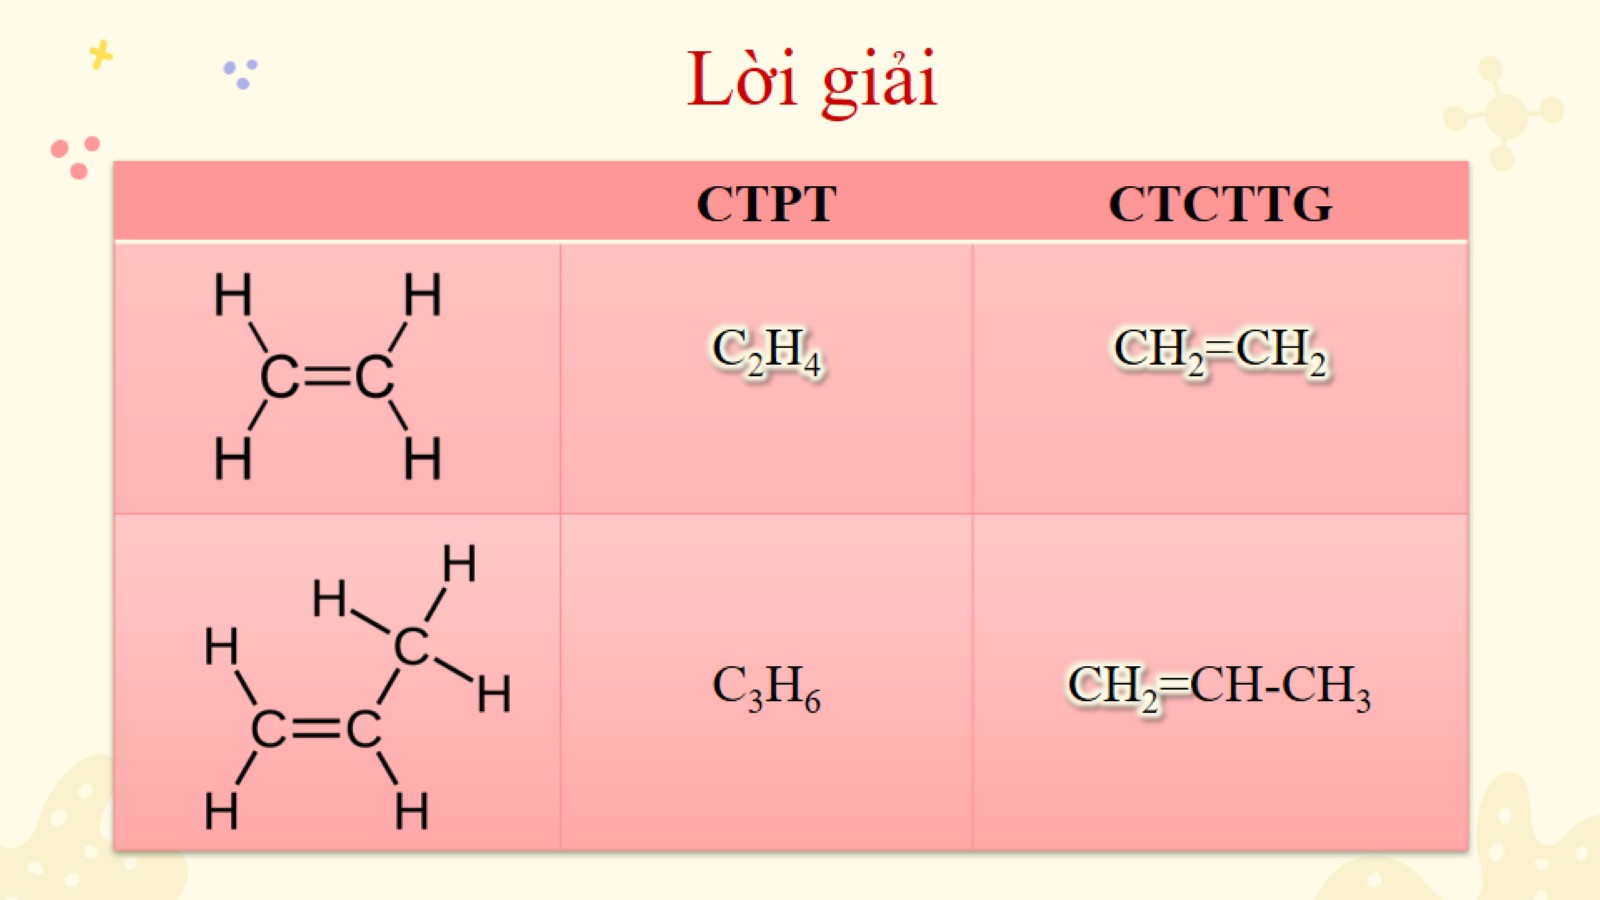 Lời giải
CTPT CTCTTG
H H
C=C
H H
C₂H₄
CH₂=CH₂
H
H
H
C
H
C=C
H H
C₃H₆
CH₂=CH-CH₃